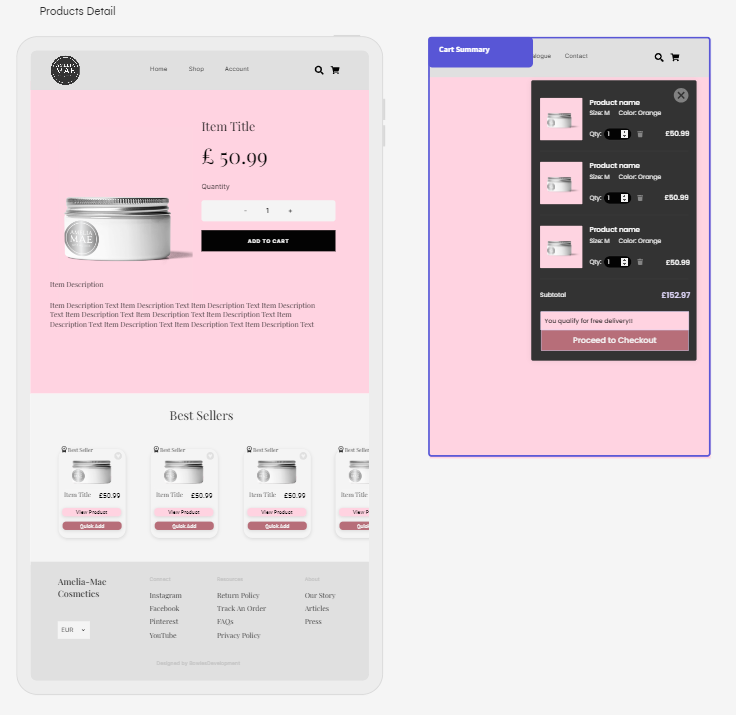 Products Detail
AMELIA
MAE
Home Shop Account
Item Title
£ 50.99
Quantity
- 1 +
ADD TO CART
AMELIA
MAE
Item Description
Item Description Text Item Description Text Item Description Text Item Description
Text Item Description Text Item Description Text Item Description Text Item
Description Text Item Description Text Item Description Text Item Description Text
Best Sellers
Best Seller
Item Title £50.99
View Product
Quick Add
Best Seller
Item Title £50.99
View Product
Quick Add
Best Seller
Item Title £50.99
View Product
Quick Add
Best Seller
Item Title
View P
Quick
Amelia-Mae
Cosmetics
EUR
Connect
Instagram
Facebook
Pinterest
YouTube
Resources
Return Policy
Track An Order
FAQs
Privacy Policy
About
Our Story
Articles
Press
Cart Summary
alogue Contact
Product name
Size: M Color: Orange
Qty: 1 £50.99
Product name
Size: M Color: Orange
Qty: 1 £50.99
Product name
Size: M Color: Orange
Qty: 1 £50.99
Subtotal £152.97
You qualify for free delivery!!
Proceed to Checkout